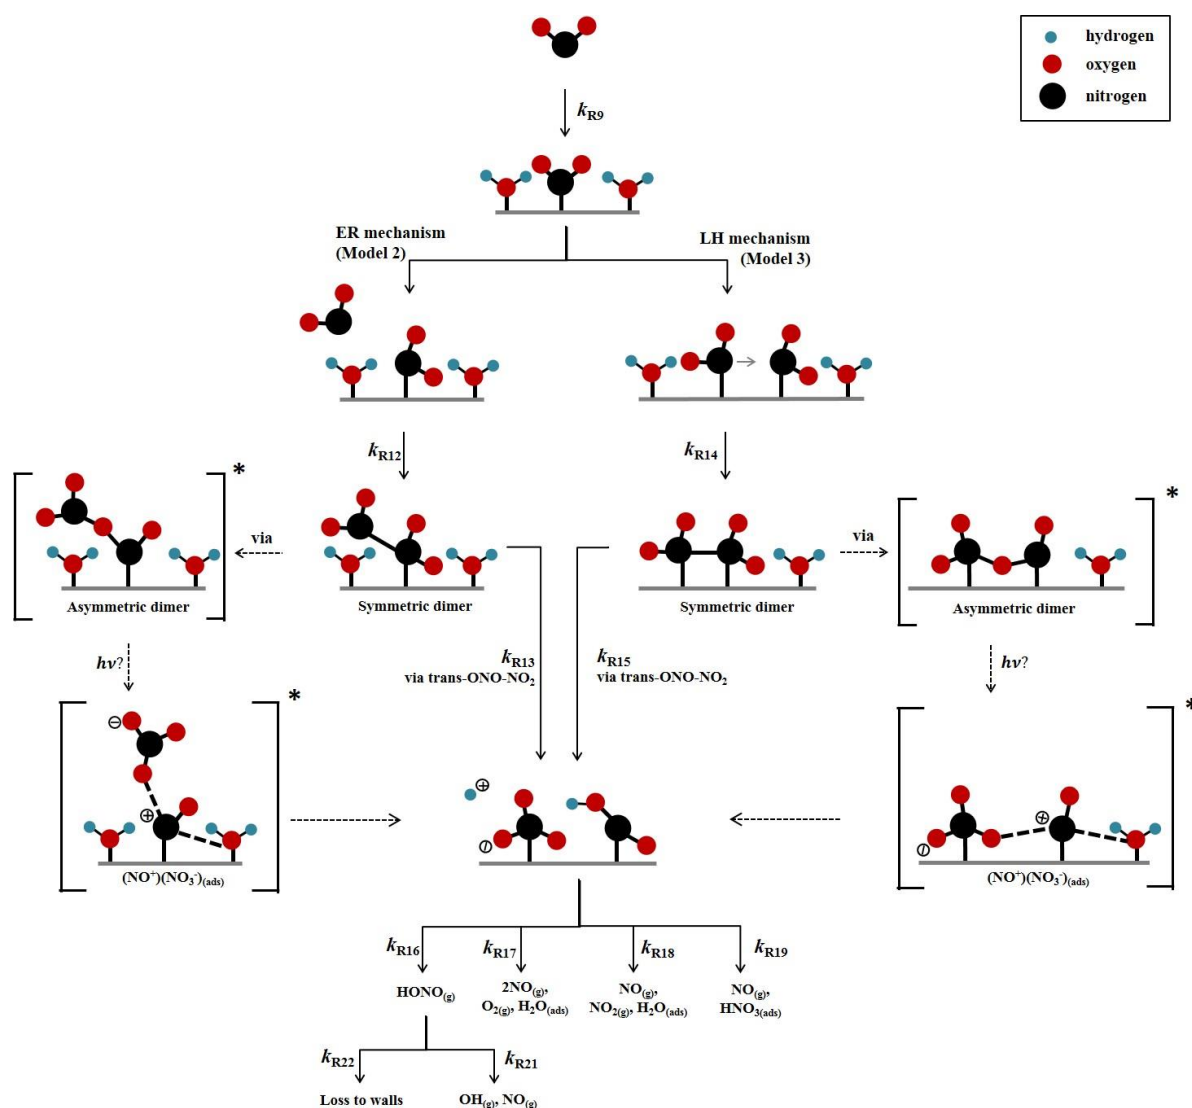 hydrogen
oxygen
nitrogen
kR9
ER mechanism
(Model 2)
LH mechanism
(Model 3)
kR12
kR14
*
*
via
via
Asymmetric dimer
Symmetric dimer
Symmetric dimer
Asymmetric dimer
hν?
kR13
via trans-ONO-NO2
kR15
via trans-ONO-NO2
hν?
*
*
(NO+)(NO3-)(ads)
(NO+)(NO3-)(ads)
kR16
kR17
kR18
kR19
HONO(g)
2NO(g),
O2(g), H2O(ads)
NO(g),
NO2(g), H2O(ads)
NO(g),
HNO3(ads)
kR22
kR21
Loss to walls
OH(g), NO(g)